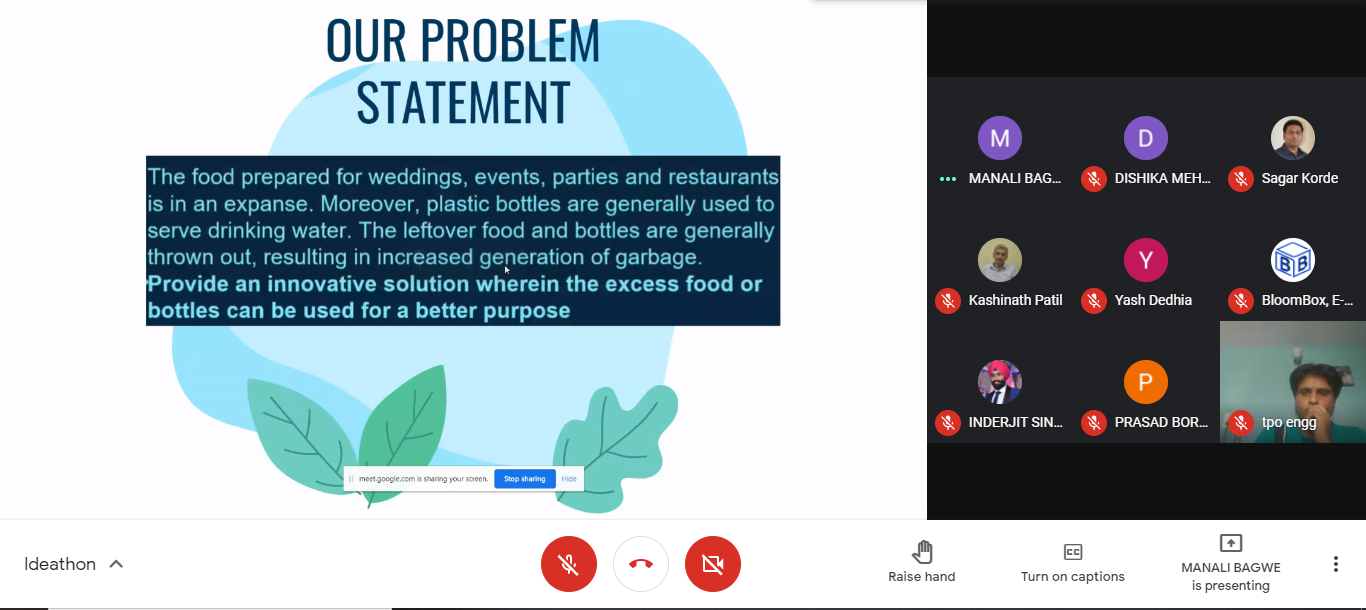 OUR PROBLEM
STATEMENT
The food prepared for weddings, events, parties and restaurants
is in an expanse. Moreover, plastic bottles are generally used to
serve drinking water. The leftover food and bottles are generally
thrown out, resulting in increased generation of garbage.
Provide an innovative solution wherein the excess food or
bottles can be used for a better purpose
meet.google.com is sharing your screen. Stop sharing Hide
M D
MANALI BAG... DISHIKA MEH... Sagar Korde
Y BB
Kashinath Patil Yash Dedhia BloomBox, E-...
P
INDERJIT SIN... PRASAD BOR... tpo engg
Ideathon
Raise hand
CC
Turn on captions
MANALI BAGWE
is presenting